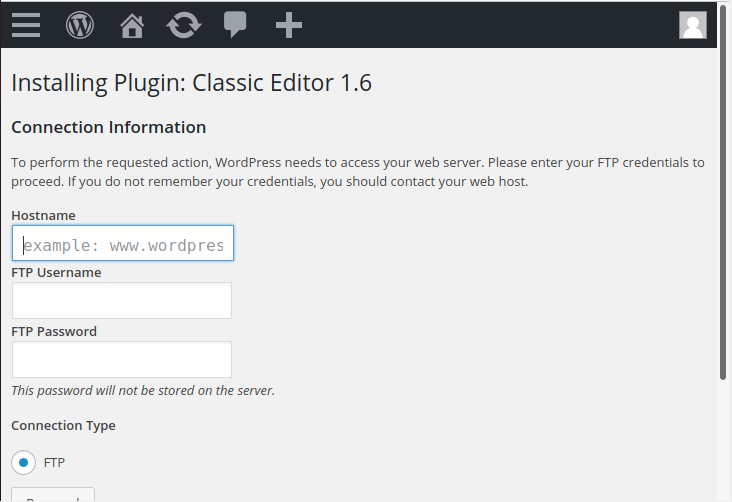 Installing Plugin: Classic Editor 1.6
Connection Information
To perform the requested action, WordPress needs to access your web server. Please enter your FTP credentials to
proceed. If you do not remember your credentials, you should contact your web host.
Hostname
example: www.wordpres
FTP Username
FTP Password
This password will not be stored on the server.
Connection Type
FTP